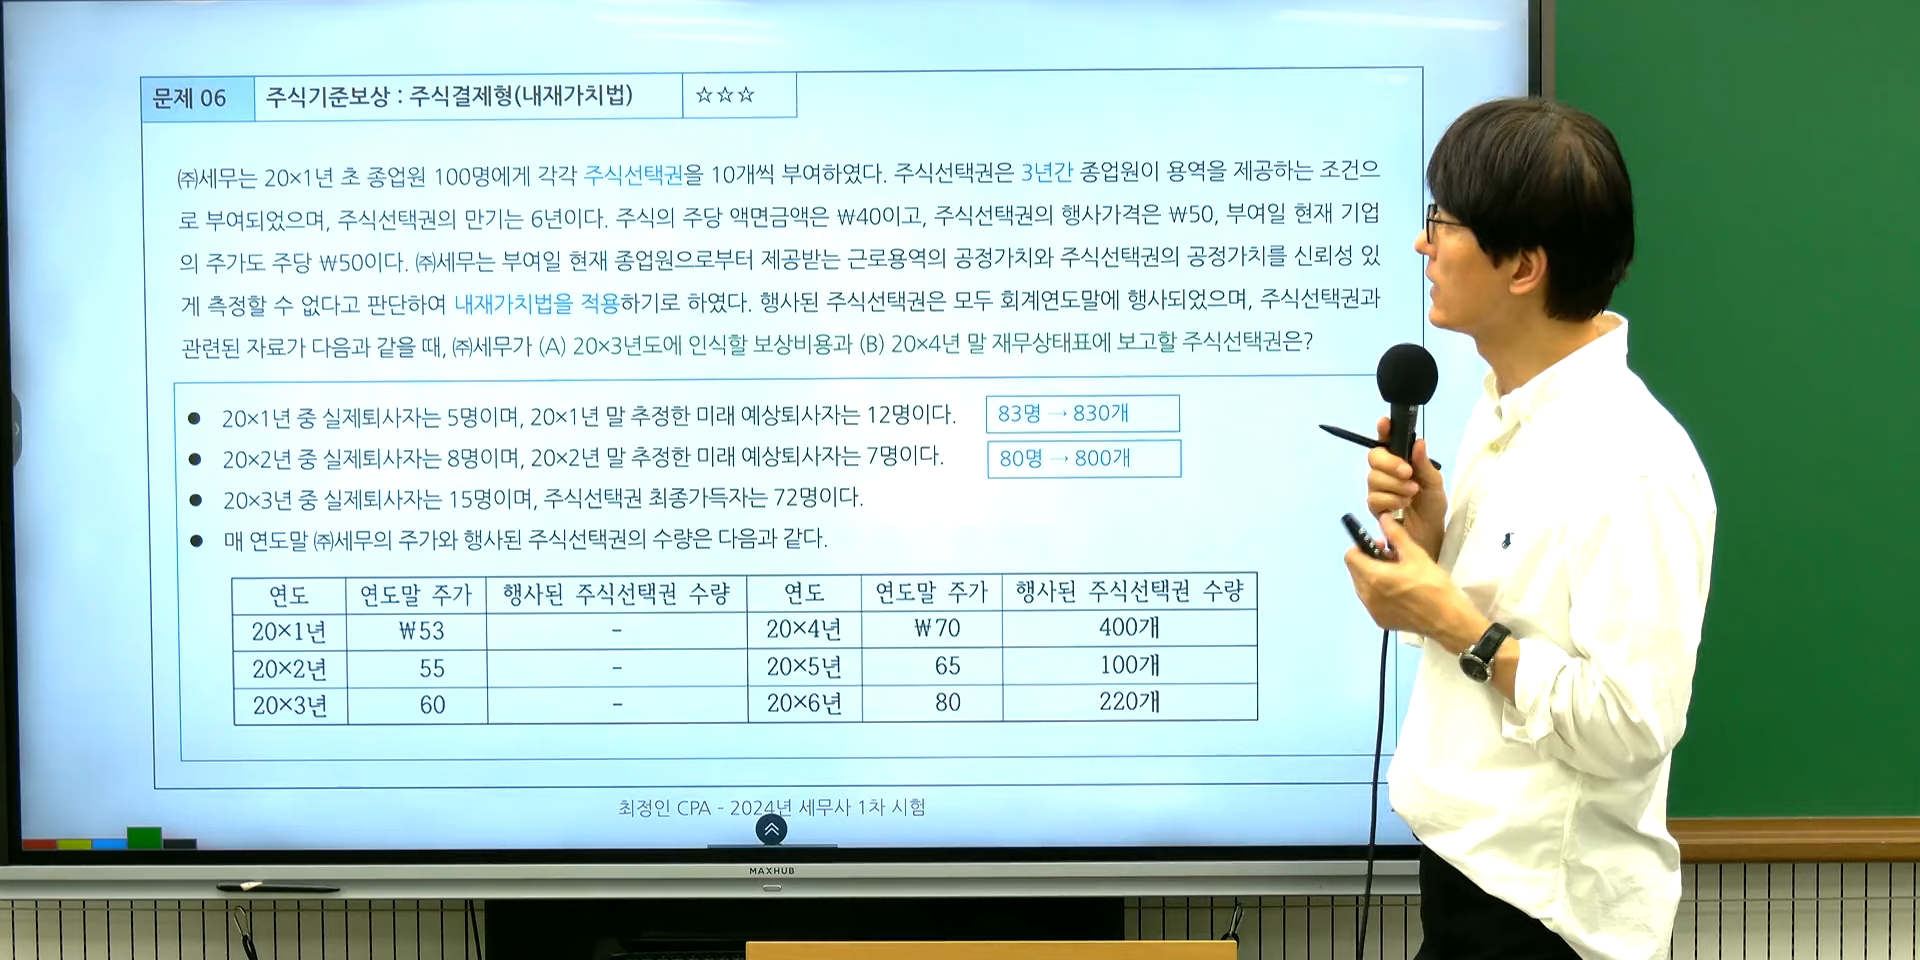 문제 06 주식기준보상 : 주식결제형(내재가치법) ☆☆☆
㈜세무는 20×1년 초 종업원 100명에게 각각 주식선택권을 10개씩 부여하였다. 주식선택권은 3년간 종업원이 용역을 제공하는 조건으
로 부여되었으며, 주식선택권의 만기는 6년이다. 주식의 주당 액면금액은 ₩40이고, 주식선택권의 행사가격은 ₩50, 부여일 현재 기업
의 주가도 주당 ₩50이다. ㈜세무는 부여일 현재 종업원으로부터 제공받는 근로용역의 공정가치와 주식선택권의 공정가치를 신뢰성 있
게 측정할 수 없다고 판단하여 내재가치법을 적용하기로 하였다. 행사된 주식선택권은 모두 회계연도말에 행사되었으며, 주식선택권과
관련된 자료가 다음과 같을 때, ㈜세무가 (A) 20×3년도에 인식할 보상비용과 (B) 20×4년 말 재무상태표에 보고할 주식선택권은?
● 20×1년 중 실제퇴사자는 5명이며, 20×1년 말 추정한 미래 예상퇴사자는 12명이다. 83명 → 830개
● 20×2년 중 실제퇴사자는 8명이며, 20×2년 말 추정한 미래 예상퇴사자는 7명이다. 80명 → 800개
● 20×3년 중 실제퇴사자는 15명이며, 주식선택권 최종가득자는 72명이다.
● 매 연도말 ㈜세무의 주가와 행사된 주식선택권의 수량은 다음과 같다.
연도 연도말 주가 행사된 주식선택권 수량 연도 연도말 주가 행사된 주식선택권 수량
20×1년 ₩53 - 20×4년 ₩70 400개
20×2년 55 - 20×5년 65 100개
20×3년 60 - 20×6년 80 220개
최정인 CPA - 2024년 세무사 1차 시험
MAXHUB